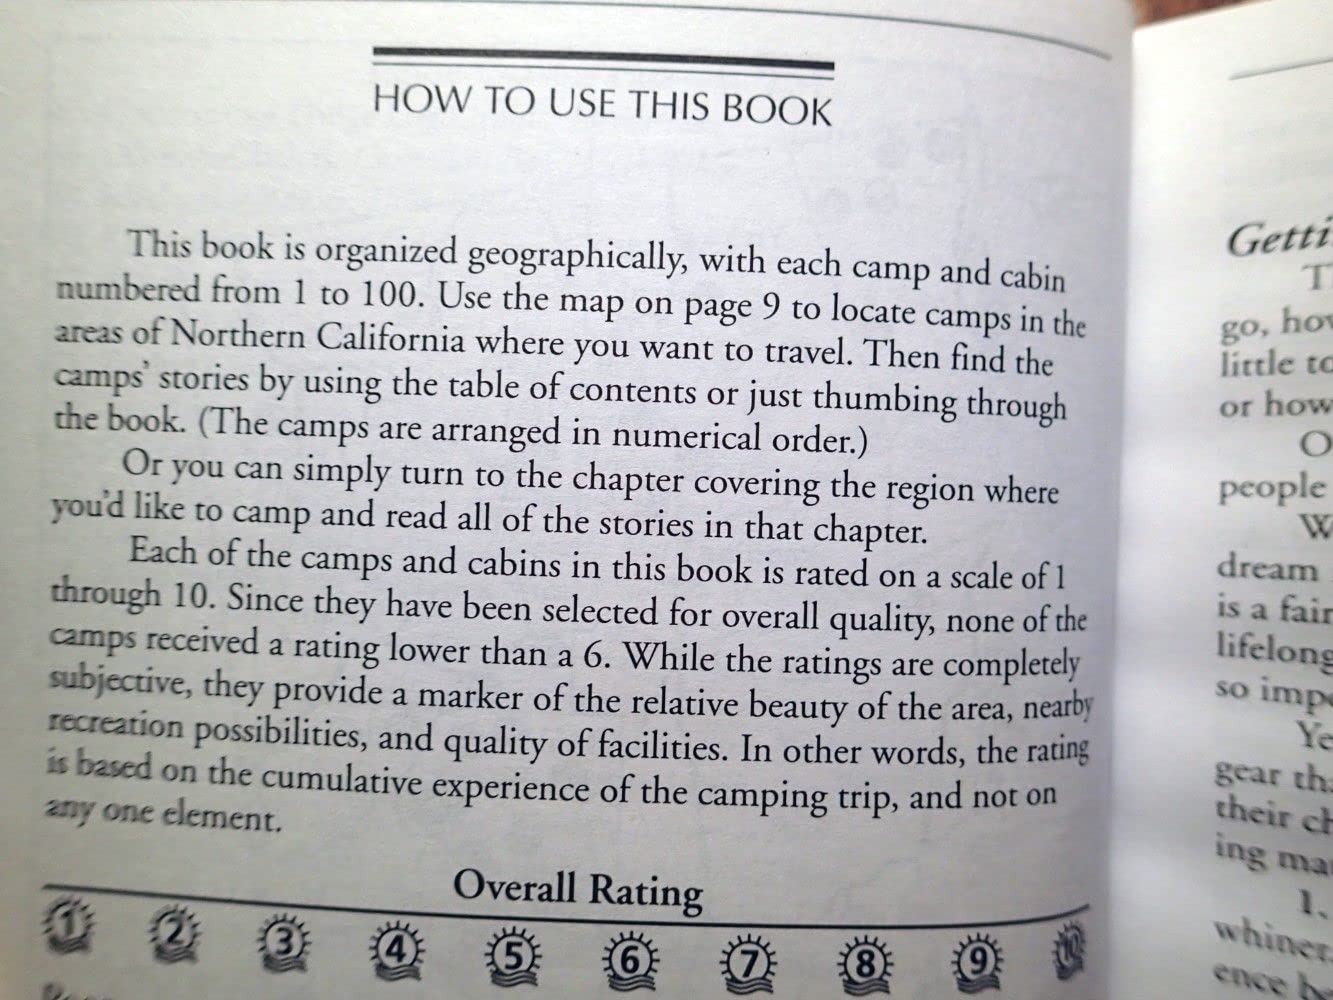 HOW TO USE THIS BOOK
This book is organized geographically, with each camp and cabin
numbered from 1 to 100. Use the map on page 9 to locate camps in the
areas of Northern California where you want to travel. Then find the
camps' stories by using the table of contents or just thumbing through
the book. (The camps are arranged in numerical order.)
Or you can simply turn to the chapter covering the region where
you'd like to camp and read all of the stories in that chapter.
Each of the camps and cabins in this book is rated on a scale of 1
through 10. Since they have been selected for overall quality, none of the
camps received a rating lower than a 6. While the ratings are completely
subjective, they provide a marker of the relative beauty of the area, nearby
recreation possibilities, and quality of facilities. In other words, the rating
is based on the cumulative experience of the camping trip, and not on
any one element.
Overall Rating
1 2 3 4 5 6 7 8 9 10
Getti
T
go, how
little to
or how
O
people
W
dream
is a fair
lifelong
so impo
Ye
gear tha
their ch
ing ma
1.
whiner
ence b